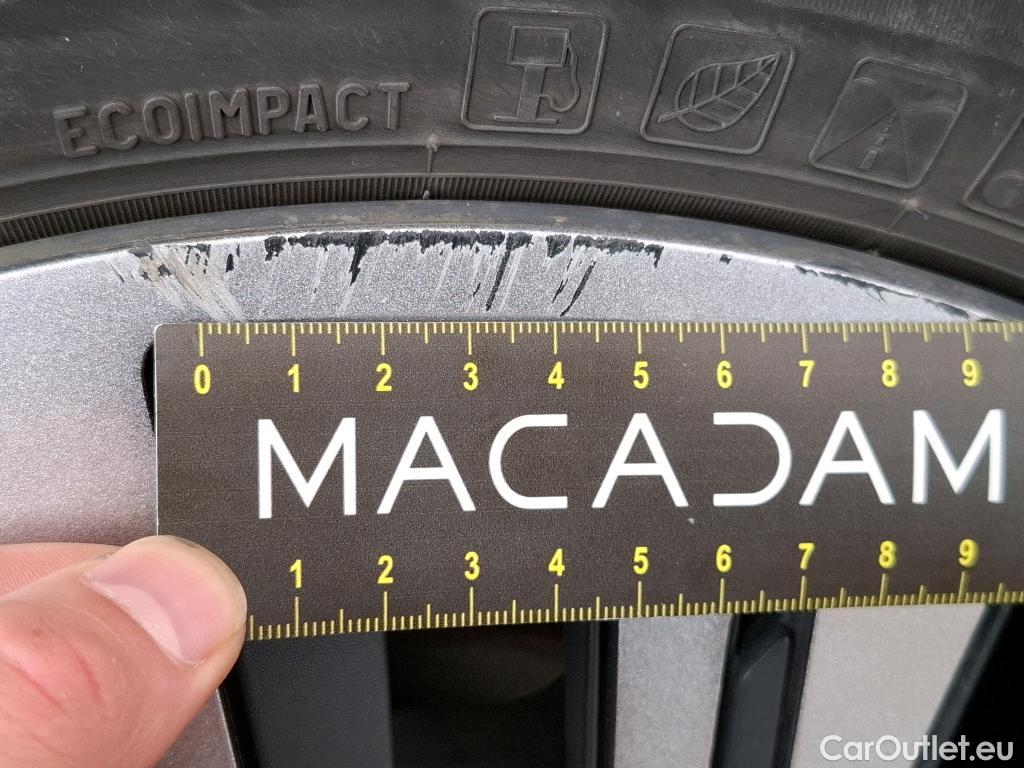 ECOIMPACT
0 1 2 3 4 5 6 7 8 9
MACADAM
1 2 3 4 5 6 7 8 9
CarOutlet.eu